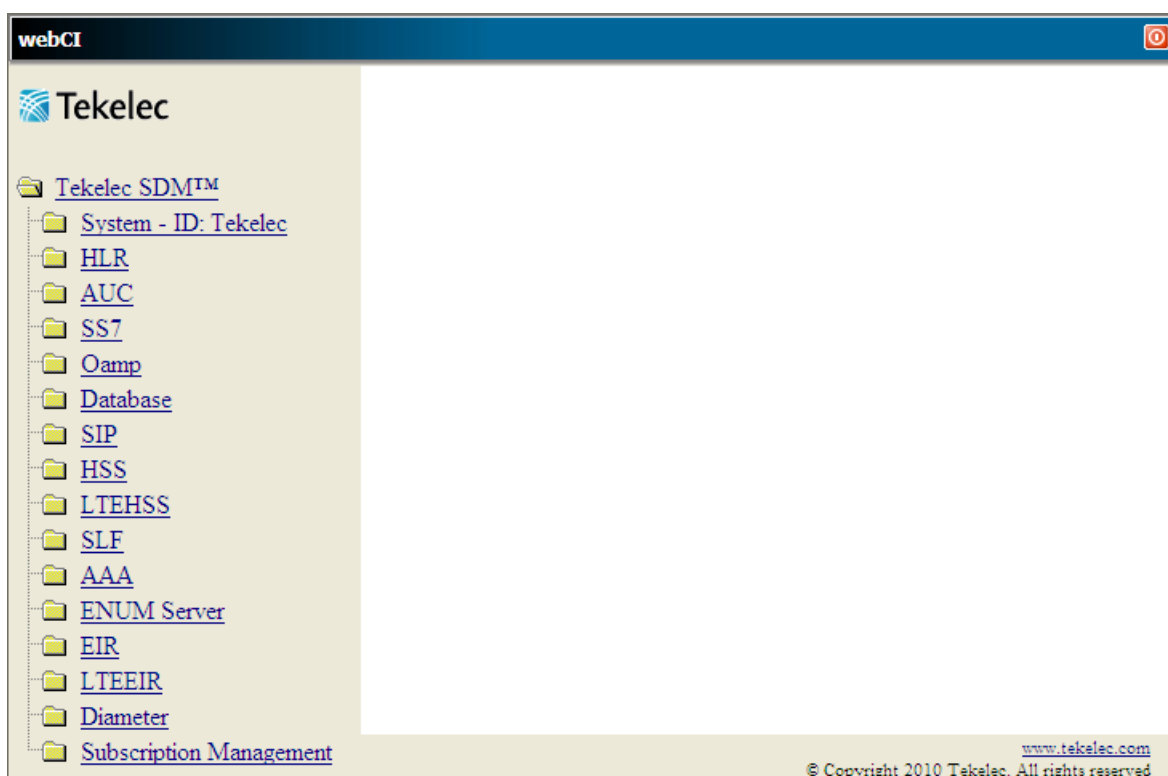 webCI
Tekelec
Tekelec SDM™
System - ID: Tekelec
HLR
AUC
SS7
Oamp
Database
SIP
HSS
LTEHSS
SLF
AAA
ENUM Server
EIR
LTEEIR
Diameter
Subscription Management
www.tekelec.com
© Copyright 2010 Tekelec, All rights reserved